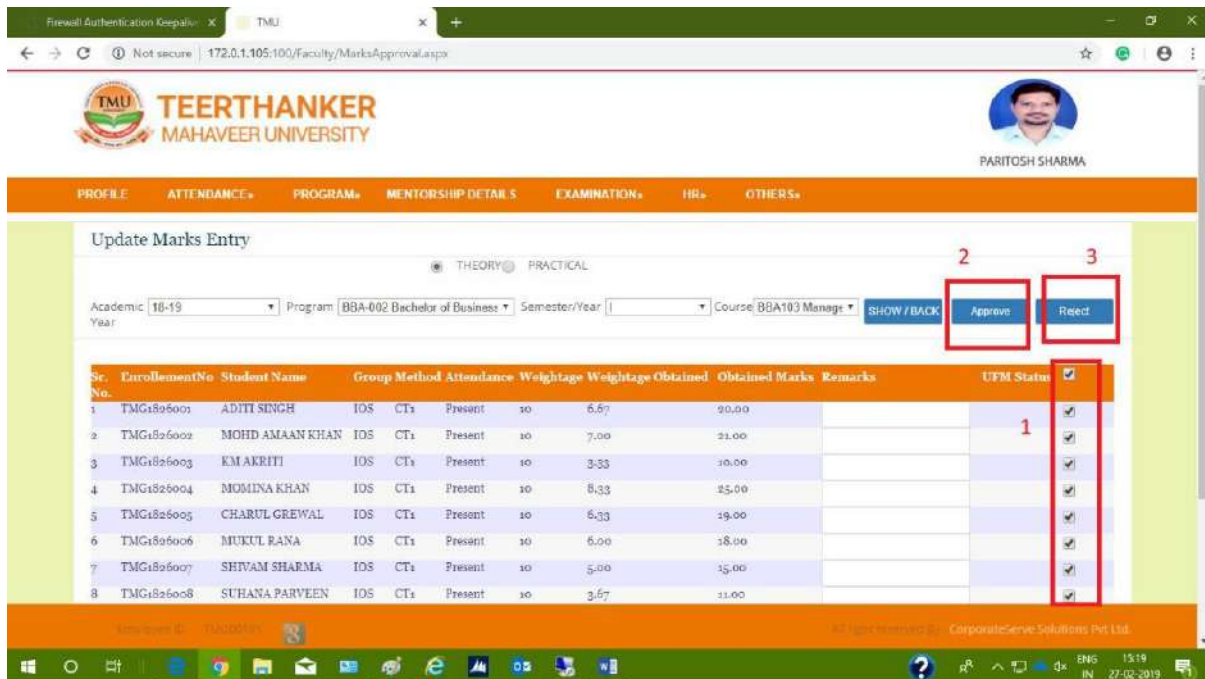 Firewall Authentication Keepalive
TMU
Not secure 172.0.1.105:100/Faculty/MarksApproval.aspx
TMU
TEERTHANKER
MAHAVEER UNIVERSITY
PARITOSH SHARMA
PROFILE ATTENDANCE» PROGRAM» MENTORSHIP DETAILS EXAMINATION» HR» OTHERS»
Update Marks Entry
THEORY PRACTICAL
2 3
Academic Year 18-19 Program BBA-002 Bachelor of Business Semester/Year I Course BBA103 Manage SHOW / BACK Approve Reject
Sr. No. EnrollementNo Student Name Group Method Attendance Weightage Weightage Obtained Obtained Marks Remarks UFM Status
1 TMG1826001 ADITI SINGH IOS CT1 Present 10 6.67 20.00
1
2 TMG1826002 MOHD AMAAN KHAN IOS CT1 Present 10 7.00 21.00
3 TMG1826003 KM AKRITI IOS CT1 Present 10 3.33 10.00
4 TMG1826004 MOMINA KHAN IOS CT1 Present 10 8.33 25.00
5 TMG1826005 CHARUL GREWAL IOS CT1 Present 10 6.33 19.00
6 TMG1826006 MUKUL RANA IOS CT1 Present 10 6.00 18.00
7 TMG1826007 SHIVAM SHARMA IOS CT1 Present 10 5.00 15.00
8 TMG1826008 SUHANA PARVEEN IOS CT1 Present 10 3.67 11.00
Employee ID All right reserved By CorporateServe Solutions Pvt Ltd.
ENG 15:19
IN 27-02-2019